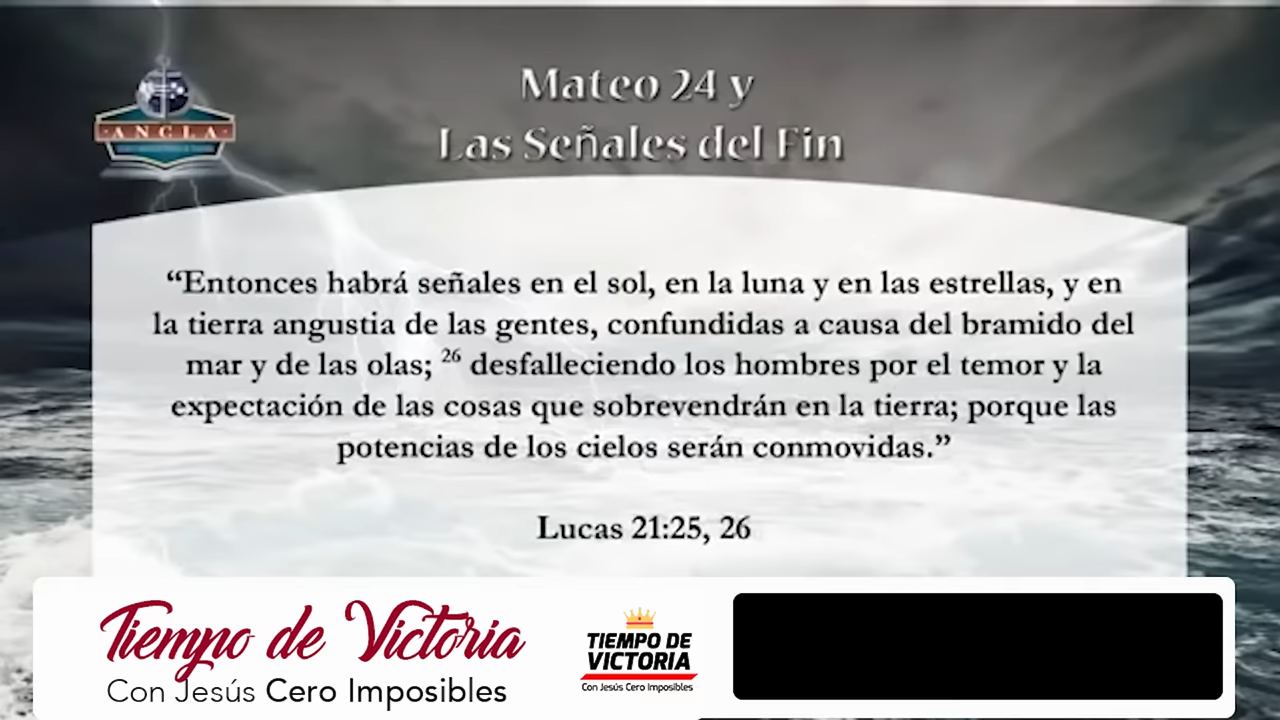 ANCLA
Mateo 24 y
Las Señales del Fin
“Entonces habrá señales en el sol, en la luna y en las estrellas, y en
la tierra angustia de las gentes, confundidas a causa del bramido del
mar y de las olas; 26 desfalleciendo los hombres por el temor y la
expectación de las cosas que sobrevendrán en la tierra; porque las
potencias de los cielos serán conmovidas.”
Lucas 21:25, 26
Tiempo de Victoria
Con Jesús Cero Imposibles
TIEMPO DE
VICTORIA
Con Jesús Cero Imposibles